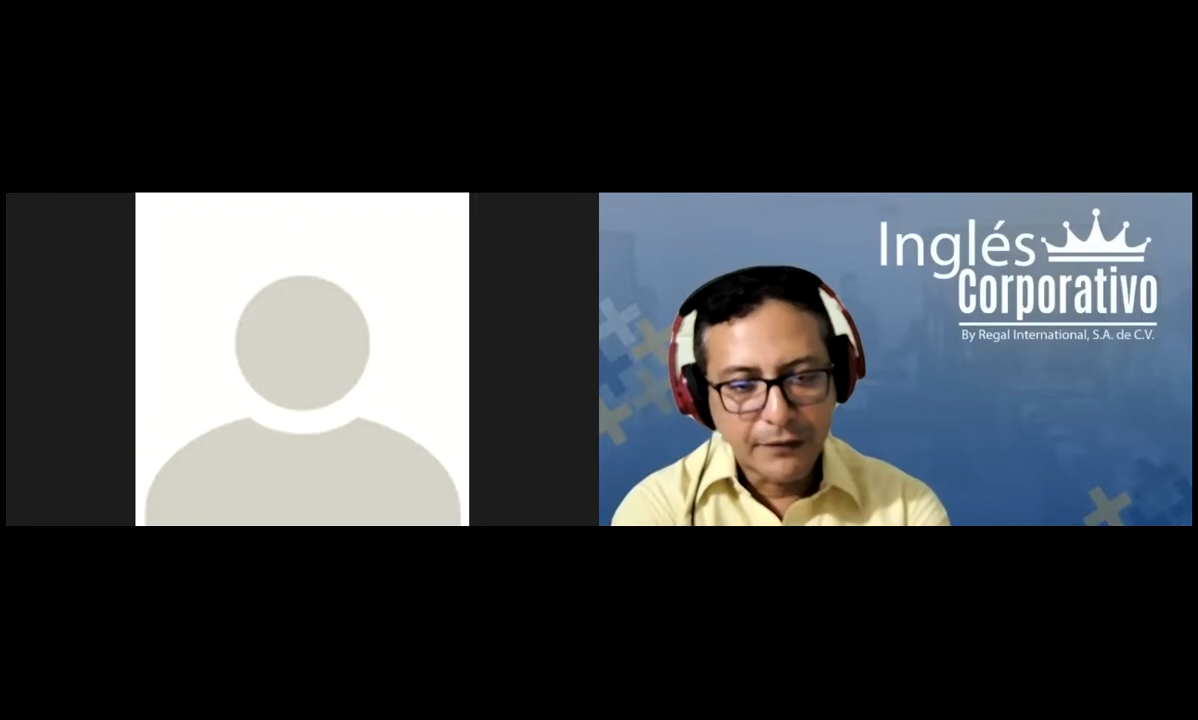 Inglés
Corporativo
By Regal International, S.A. de C.V.